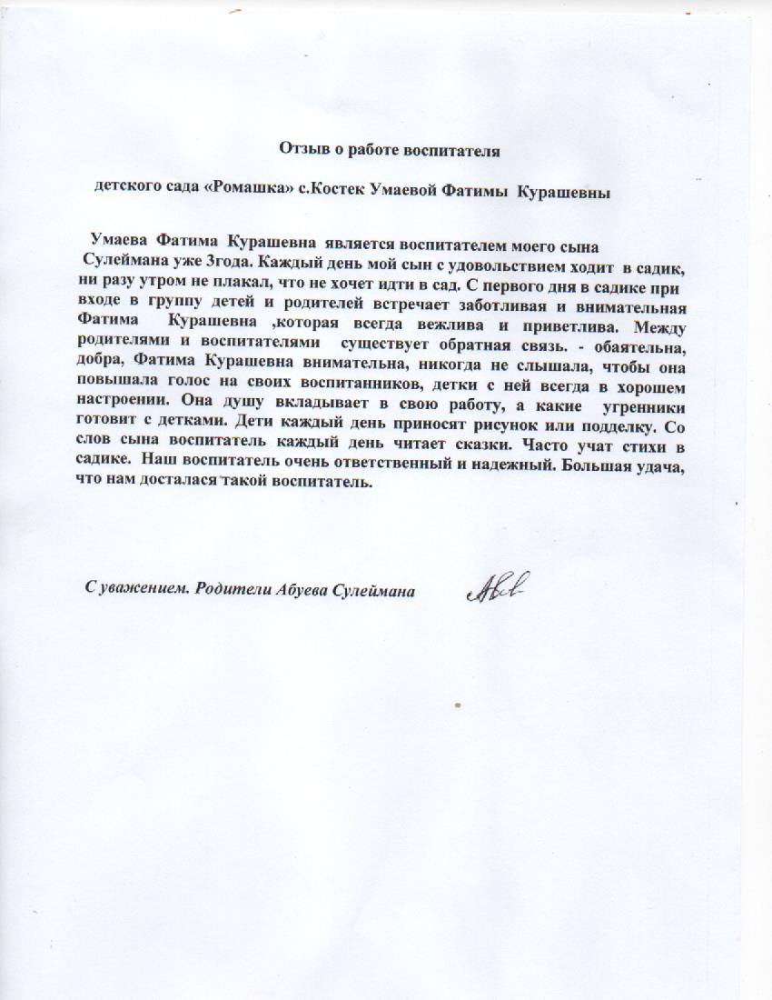 Отзыв о работе воспитателя
детского сада «Ромашка» с.Костек Умаевой Фатимы Курашевны
Умаева Фатима Курашевна является воспитателем моего сына
Сулеймана уже 3года. Каждый день мой сын с удовольствием ходит в садик,
ни разу утром не плакал, что не хочет идти в сад. С первого дня в садике при
входе в группу детей и родителей встречает заботливая и внимательная
Фатима Курашевна ,которая всегда вежлива и приветлива. Между
родителями и воспитателями существует обратная связь. - обаятельна,
добра, Фатима Курашевна внимательна, никогда не слышала, чтобы она
повышала голос на своих воспитанников, детки с ней всегда в хорошем
настроении. Она душу вкладывает в свою работу, а какие угренники
готовит с детками. Дети каждый день приносят рисунок или подделку. Со
слов сына воспитатель каждый день читает сказки. Часто учат стихи в
садике. Наш воспитатель очень ответственный и надежный. Большая удача,
что нам досталася такой воспитатель.
С уважением. Родители Абуева Сулеймана